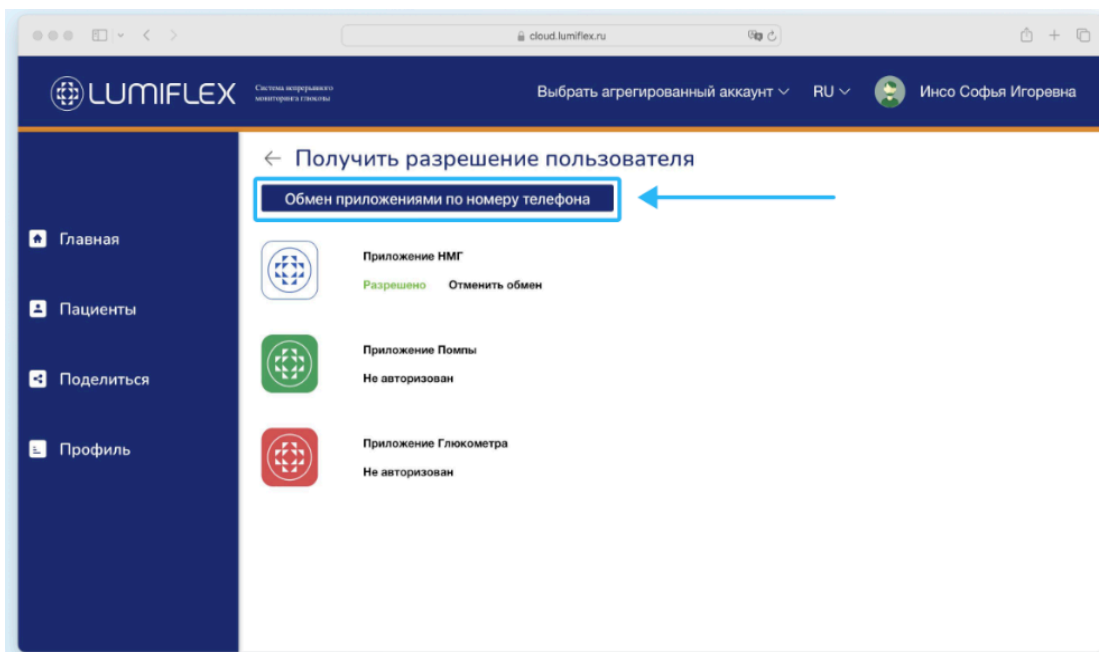 cloud.lumiflex.ru
LUMIFLEX
Система непрерывного
мониторинга глюкозы
Выбрать агрегированный аккаунт
RU
Инсо Софья Игоревна
← Получить разрешение пользователя
Обмен приложениями по номеру телефона
Главная
Приложение НМГ
Разрешено Отменить обмен
Пациенты
Приложение Помпы
Поделиться
Не авторизован
Профиль
Приложение Глюкометра
Не авторизован